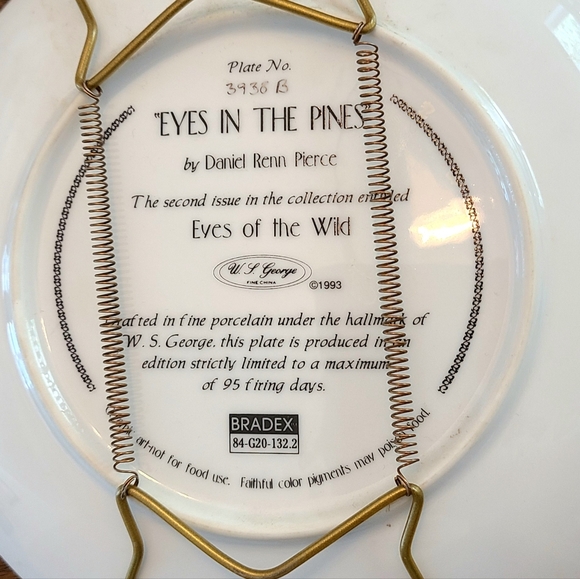 Plate No.
3938 B
"EYES IN THE PINES"
by Daniel Renn Pierce
The second issue in the collection entitled
Eyes of the Wild
W. S. George
FINE CHINA
©1993
Crafted in fine porcelain under the hallmark of
W. S. George, this plate is produced in an
edition strictly limited to a maximum
of 95 firing days.
BRADEX
84-G20-132.2
art-not for food use. Faithful color pigments may poison food.